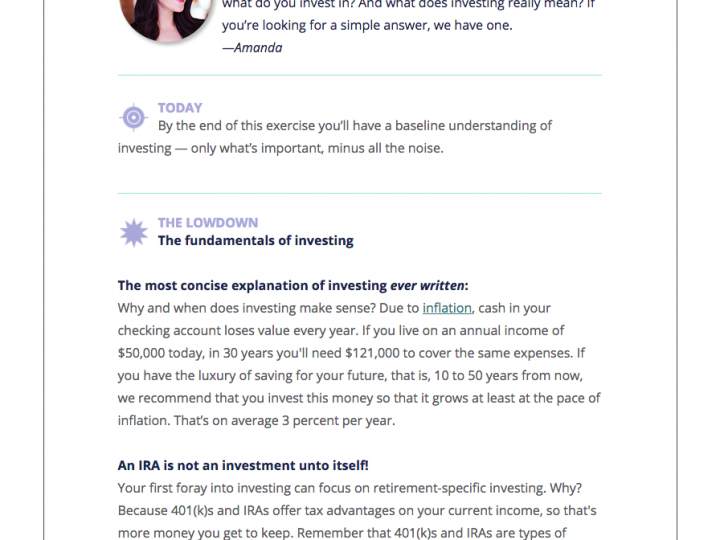 what do you invest in? And what does investing really mean? If
you're looking for a simple answer, we have one.
—Amanda
TODAY
By the end of this exercise you'll have a baseline understanding of
investing — only what's important, minus all the noise.
THE LOWDOWN
The fundamentals of investing
The most concise explanation of investing ever written:
Why and when does investing make sense? Due to inflation, cash in your
checking account loses value every year. If you live on an annual income of
$50,000 today, in 30 years you'll need $121,000 to cover the same expenses. If
you have the luxury of saving for your future, that is, 10 to 50 years from now,
we recommend that you invest this money so that it grows at least at the pace of
inflation. That's on average 3 percent per year.
An IRA is not an investment unto itself!
Your first foray into investing can focus on retirement-specific investing. Why?
Because 401(k)s and IRAs offer tax advantages on your current income, so that's
more money you get to keep. Remember that 401(k)s and IRAs are types of